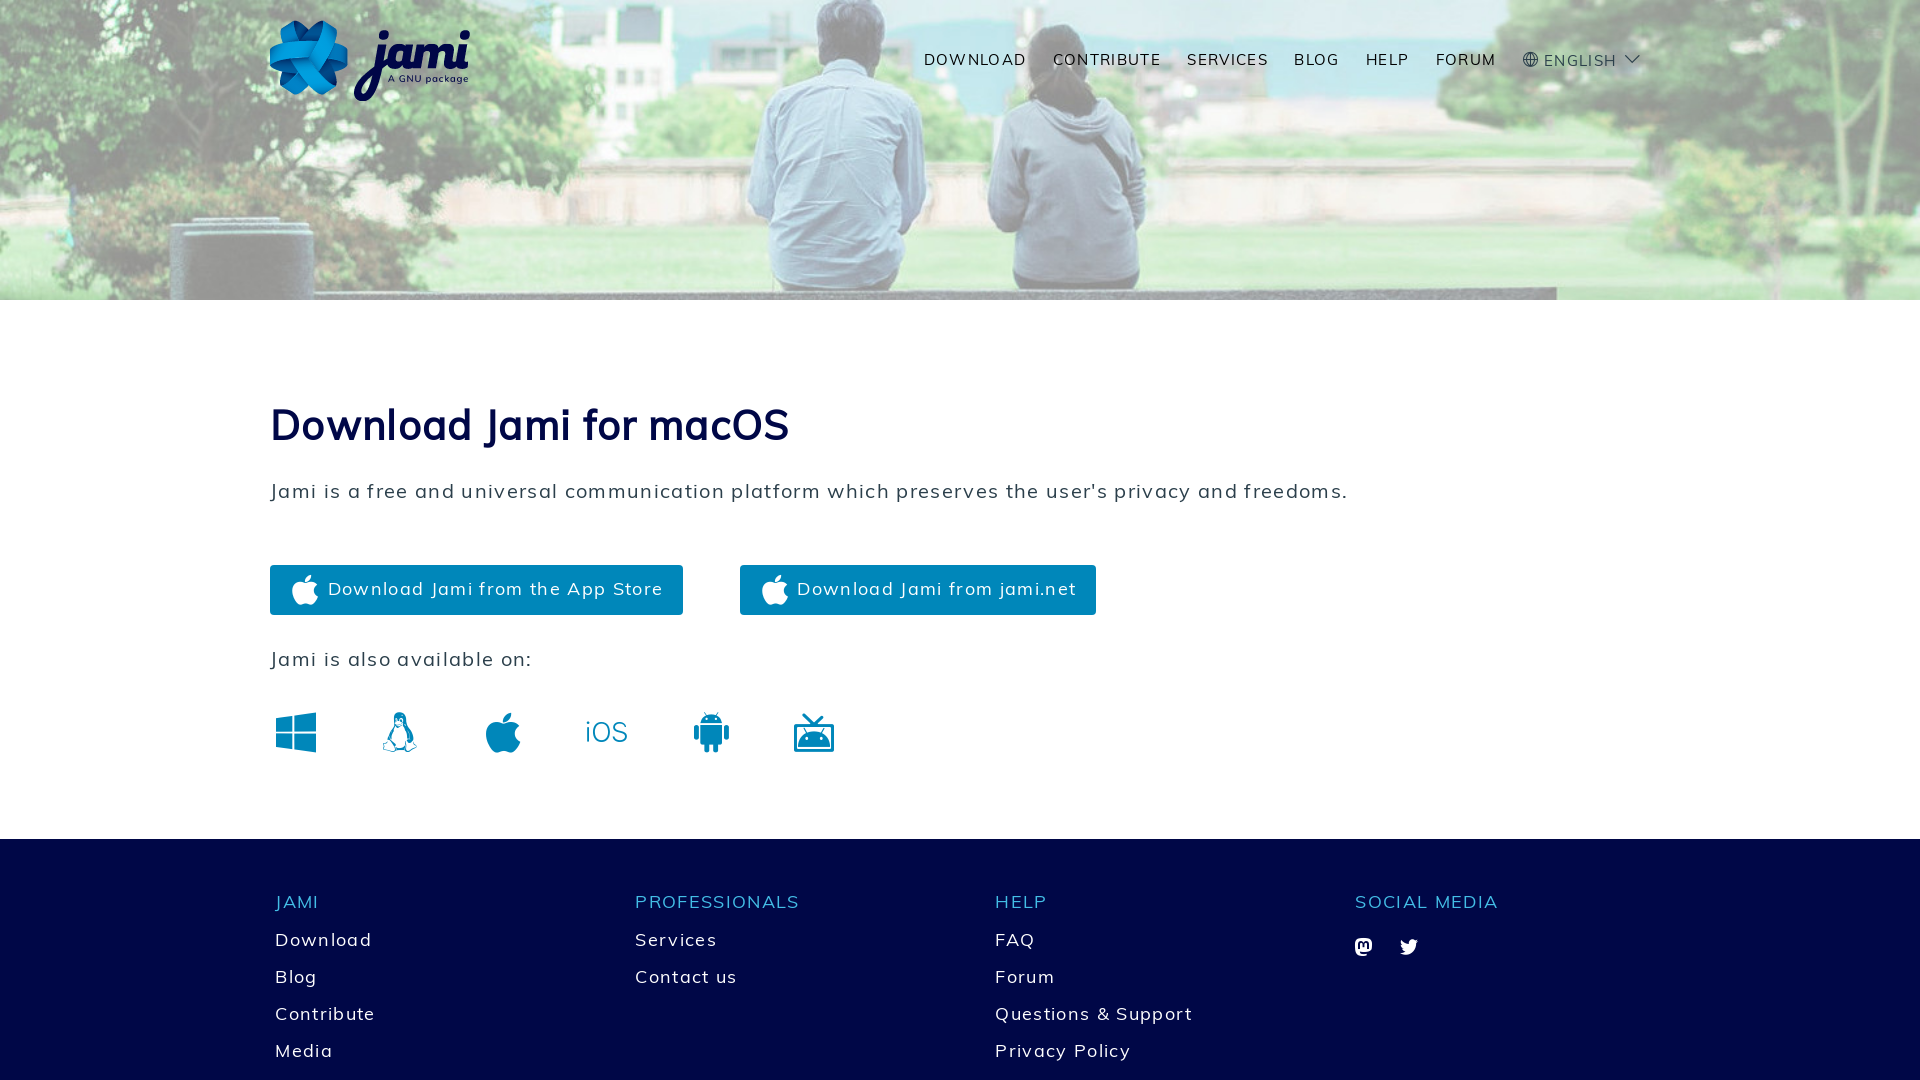 jami
A GNU package
DOWNLOAD CONTRIBUTE SERVICES BLOG HELP FORUM ENGLISH
Download Jami for macOS
Jami is a free and universal communication platform which preserves the user's privacy and freedoms.
Download Jami from the App Store
Download Jami from jami.net
Jami is also available on:
iOS
JAMI
Download
Blog
Contribute
Media
PROFESSIONALS
Services
Contact us
HELP
FAQ
Forum
Questions & Support
Privacy Policy
SOCIAL MEDIA